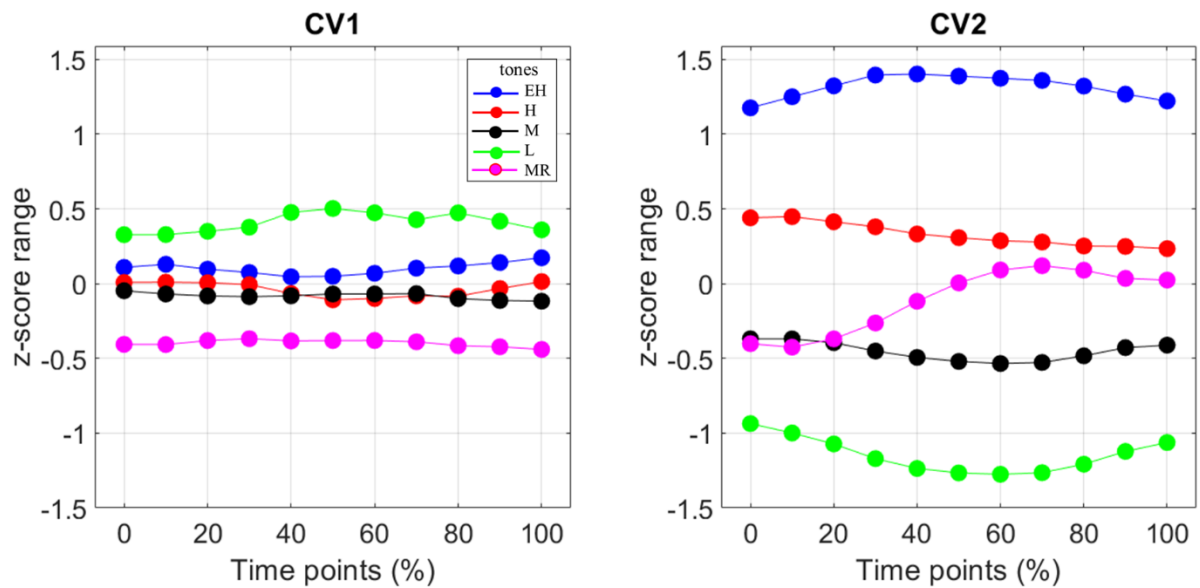 CV1
1.5
1
0.5
0
-0.5
-1
-1.5
z-score range
0 20 40 60 80 100
Time points (%)
tones
EH
H
M
L
MR
CV2
1.5
1
0.5
0
-0.5
-1
-1.5
z-score range
0 20 40 60 80 100
Time points (%)